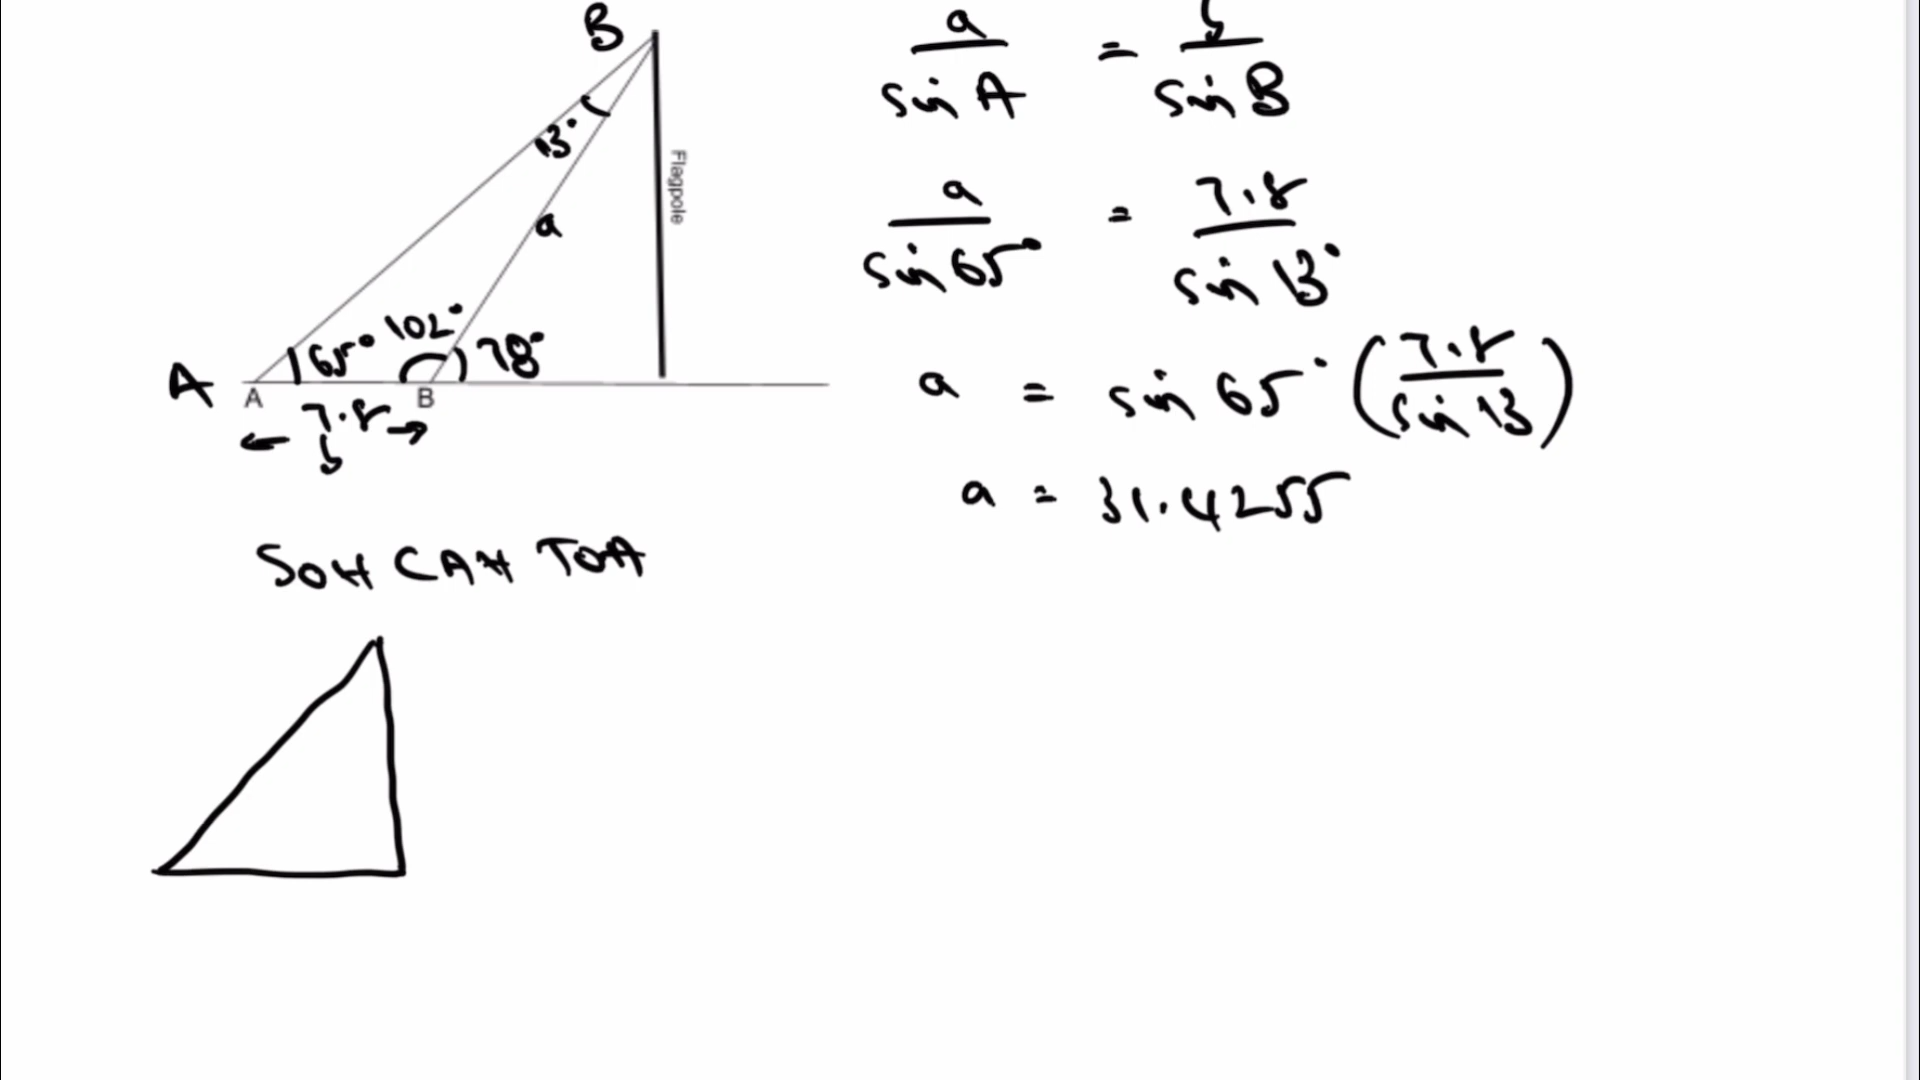 B
13°
Flagpole
a
65° 102° 78°
A
A B
7.8
b
SOH CAH TOA
a/sin A = b/sin B
a/sin 65° = 7.8/sin 13°
a = sin 65° (7.8/sin 13)
a = 31.4255